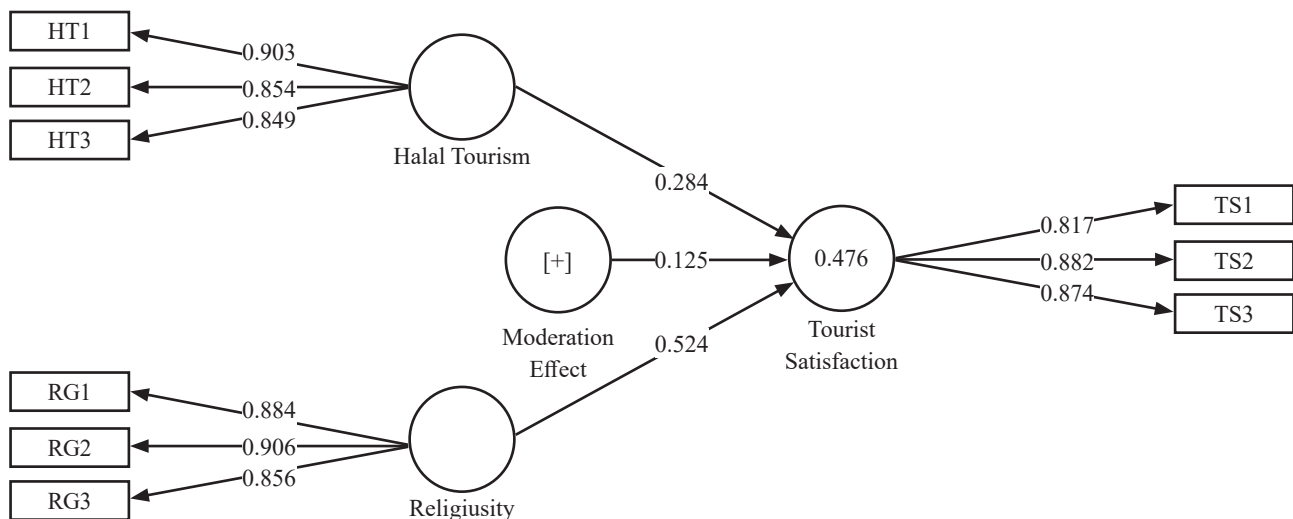 HT1
0.903
HT2
0.854
HT3
0.849
Halal Tourism
0.284
[+]
0.125
Moderation
Effect
0.476
Tourist
Satisfaction
0.817
TS1
0.882
TS2
0.874
TS3
0.524
RG1
0.884
RG2
0.906
RG3
0.856
Religiusity